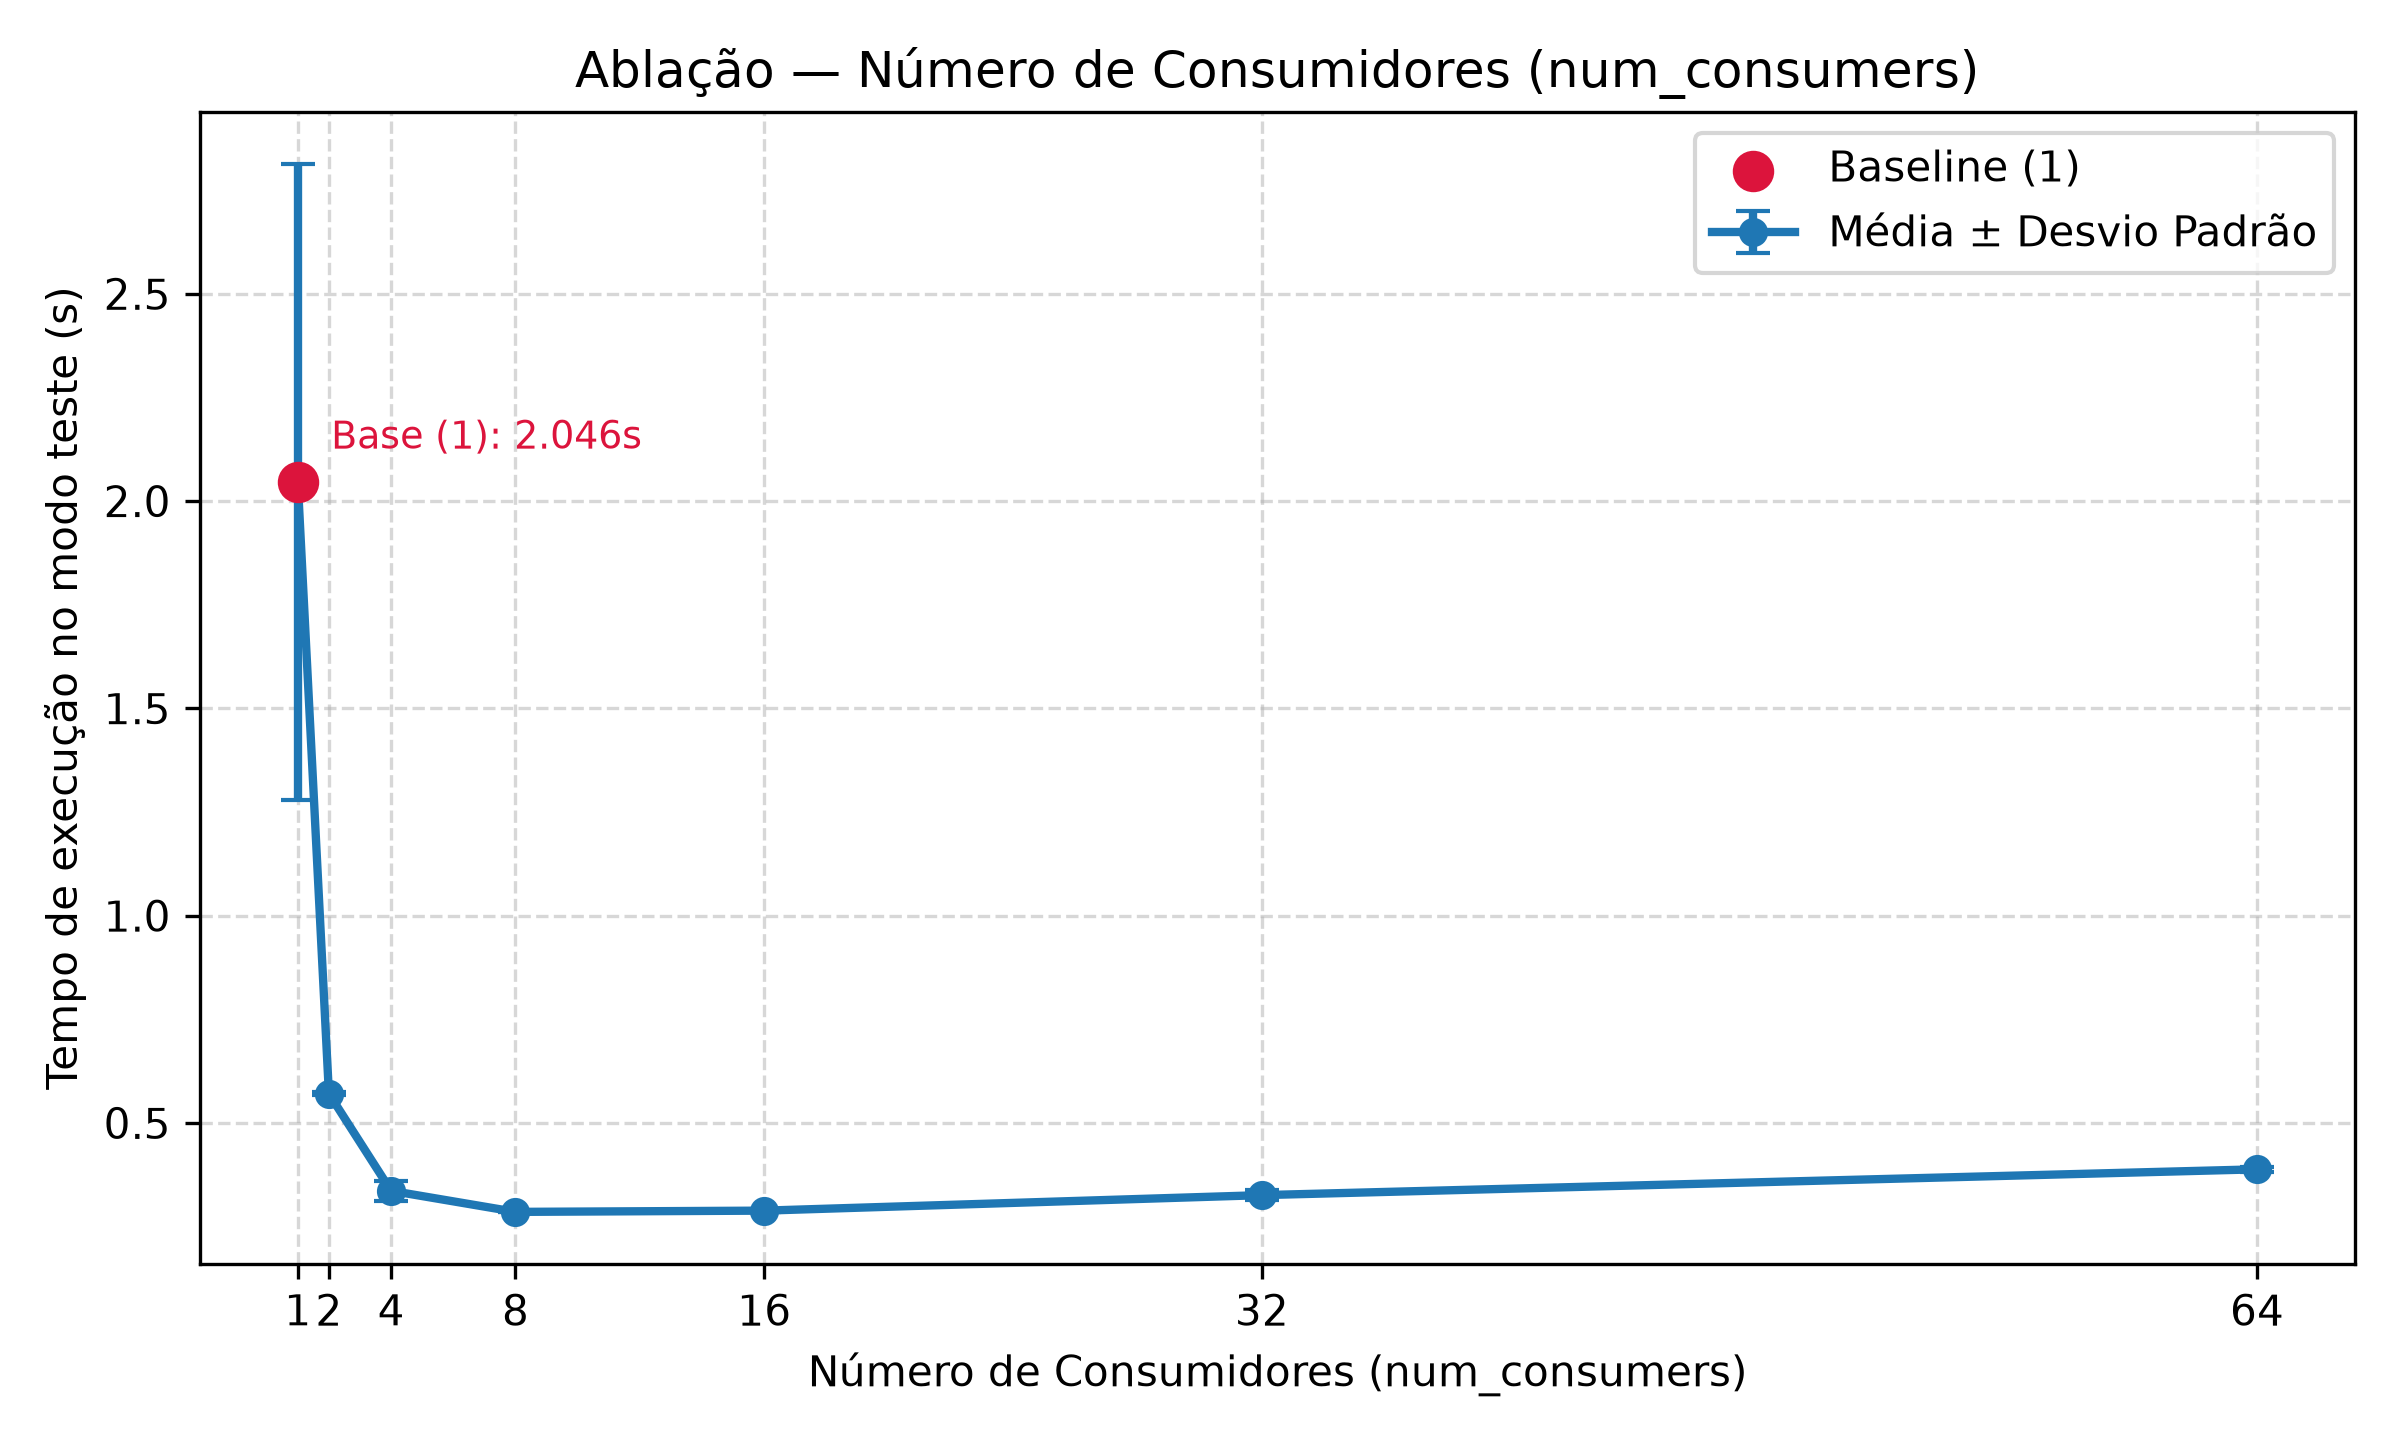 Ablação — Número de Consumidores (num_consumers)
Baseline (1)
Média ± Desvio Padrão
Base (1): 2.046s
Tempo de execução no modo teste (s)
2.5
2.0
1.5
1.0
0.5
1 2 4 8 16 32 64
Número de Consumidores (num_consumers)